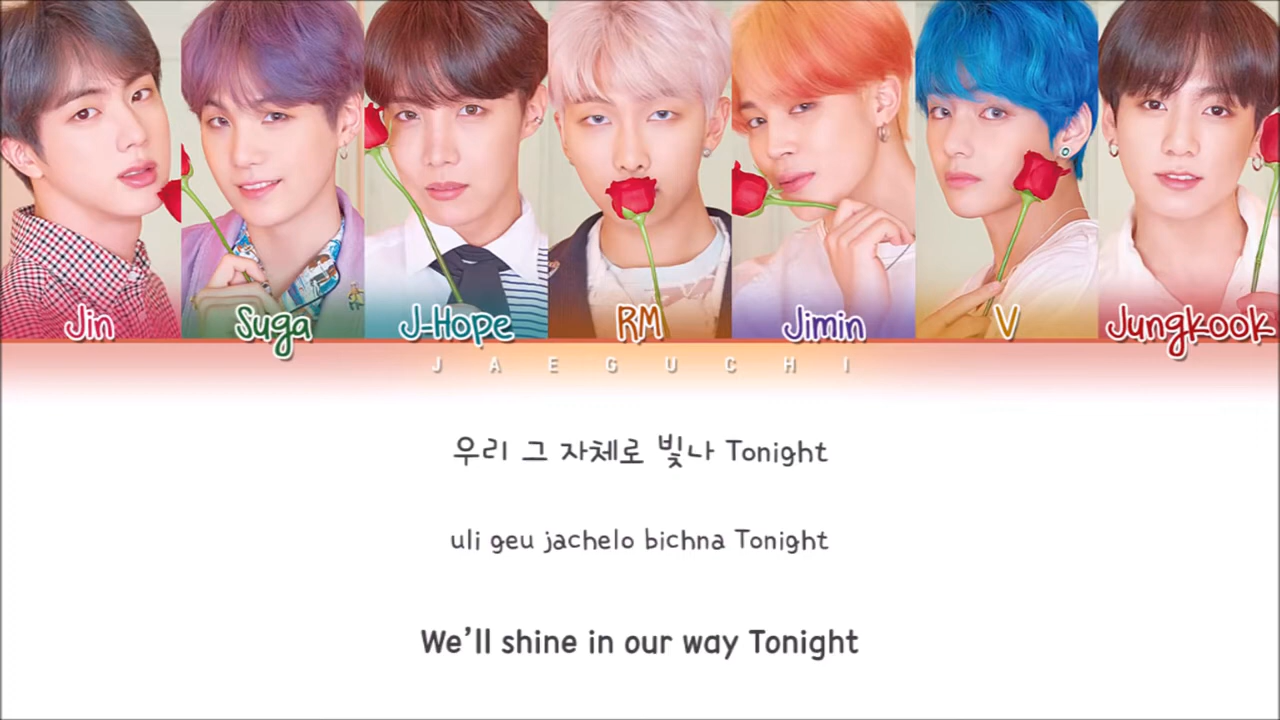 Jin Suga J-Hope RM Jimin V Jungkook
JAEGUCHI
우리 그 자체로 빛나 Tonight
uli geu jachelo bichna Tonight
We'll shine in our way Tonight